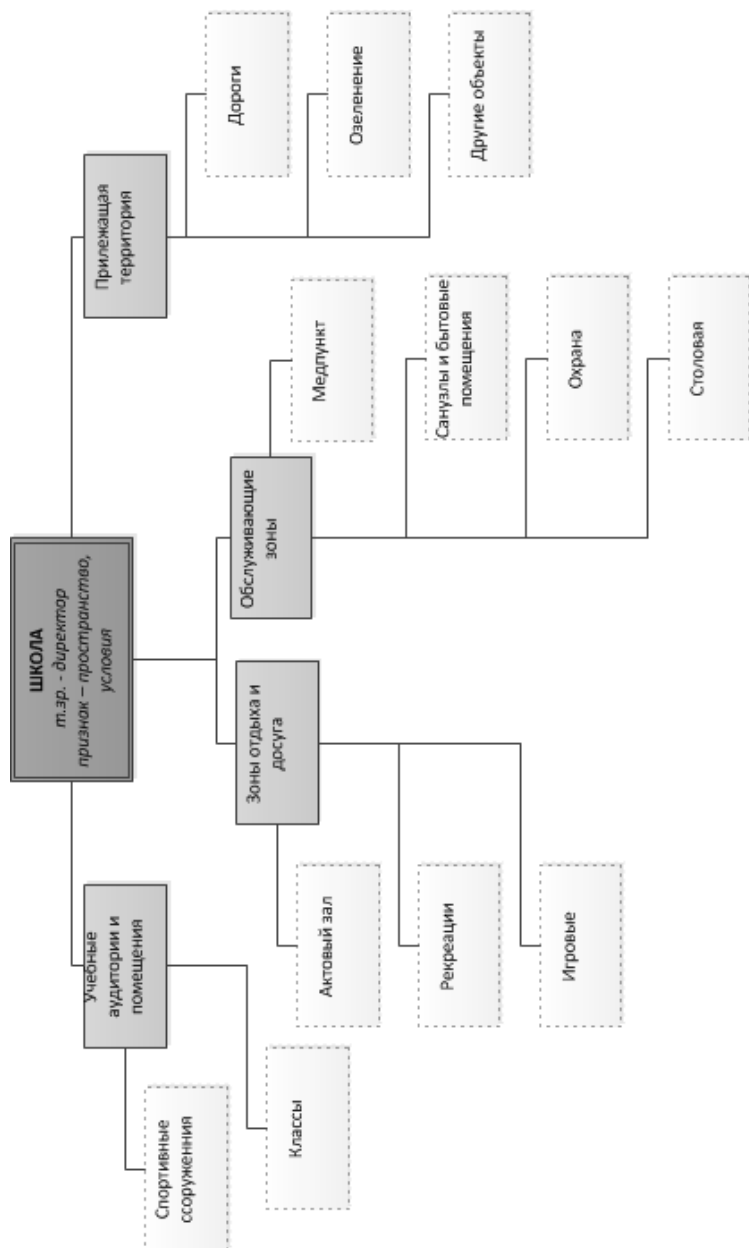 ШКОЛА
т.зр. - директор
признак – пространство,
условия
Учебные
аудитории и
помещения
Спортивные
ссоруженния
Классы
Зоны отдыха и
досуга
Актовый зал
Рекреации
Игровые
Обслуживающие
зоны
Медпункт
Санузлы и бытовые
помещения
Охрана
Столовая
Прилежащая
территория
Дороги
Озеленение
Другие объекты